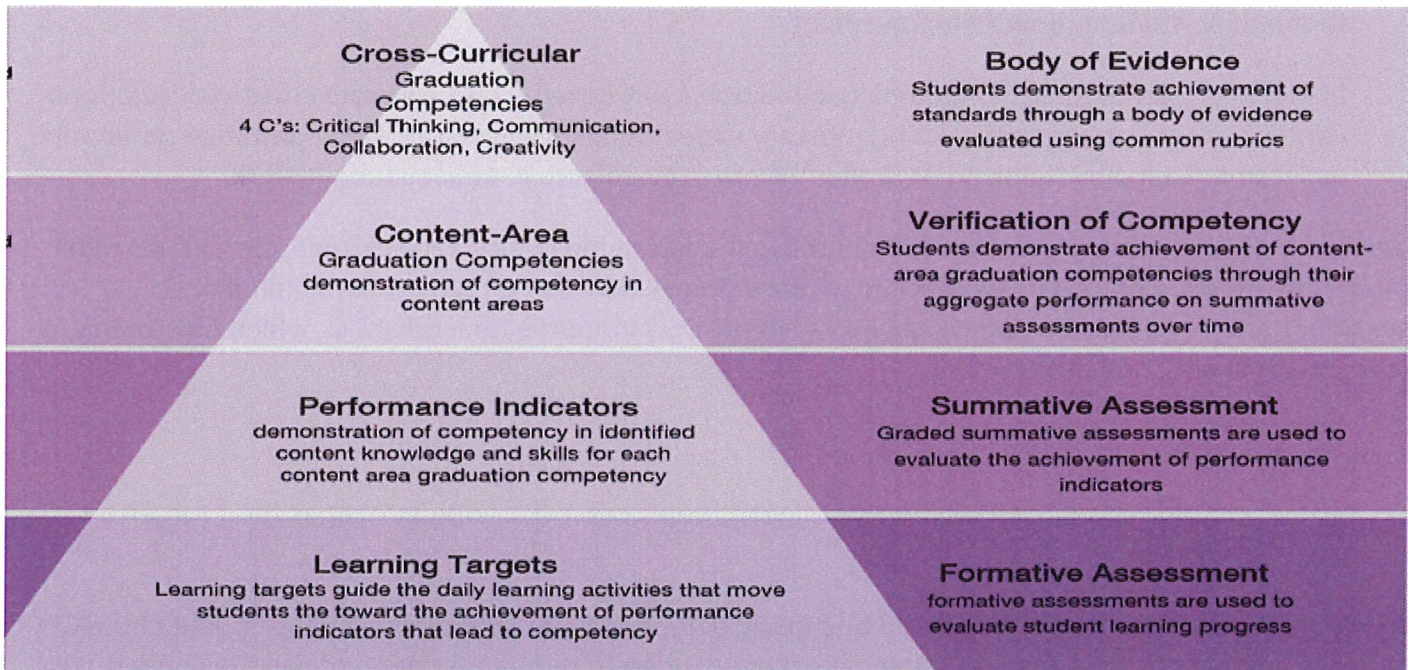 Cross-Curricular
Graduation
Competencies
4 C's: Critical Thinking, Communication,
Collaboration, Creativity
Body of Evidence
Students demonstrate achievement of
standards through a body of evidence
evaluated using common rubrics
Content-Area
Graduation Competencies
demonstration of competency in
content areas
Verification of Competency
Students demonstrate achievement of content-
area graduation competencies through their
aggregate performance on summative
assessments over time
Performance Indicators
demonstration of competency in identified
content knowledge and skills for each
content area graduation competency
Summative Assessment
Graded summative assessments are used to
evaluate the achievement of performance
indicators
Learning Targets
Learning targets guide the daily learning activities that move
students the toward the achievement of performance
indicators that lead to competency
Formative Assessment
formative assessments are used to
evaluate student learning progress